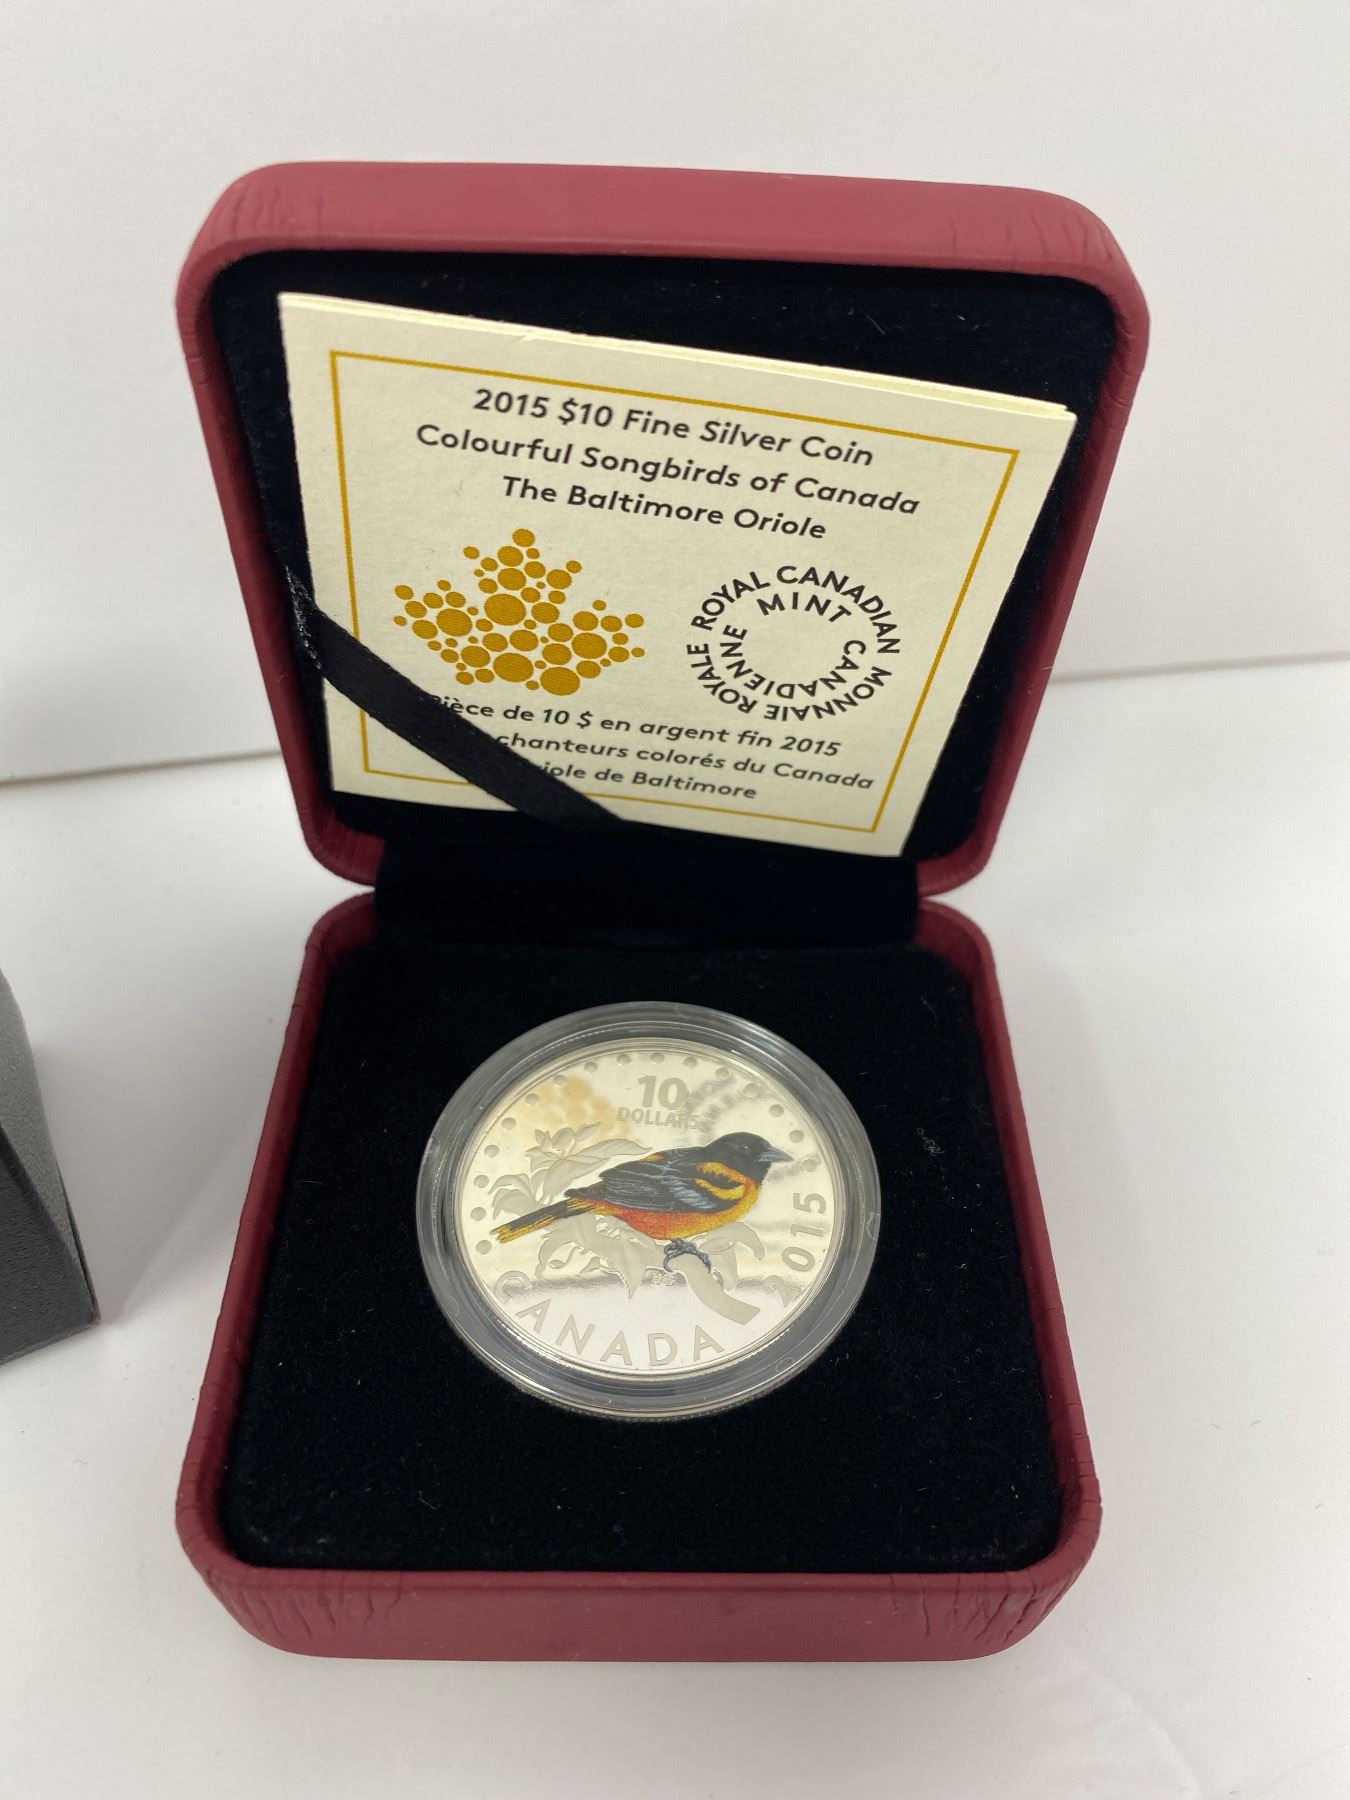 2015 $10 Fine Silver Coin
Colourful Songbirds of Canada
The Baltimore Oriole
ROYAL CANADIAN MINT
MONNAIE ROYALE CANADIENNE
de 10 $ en argent fin 2015
chanteurs colorés du Canada
de Baltimore
10
DOLLARS
2015
CANADA